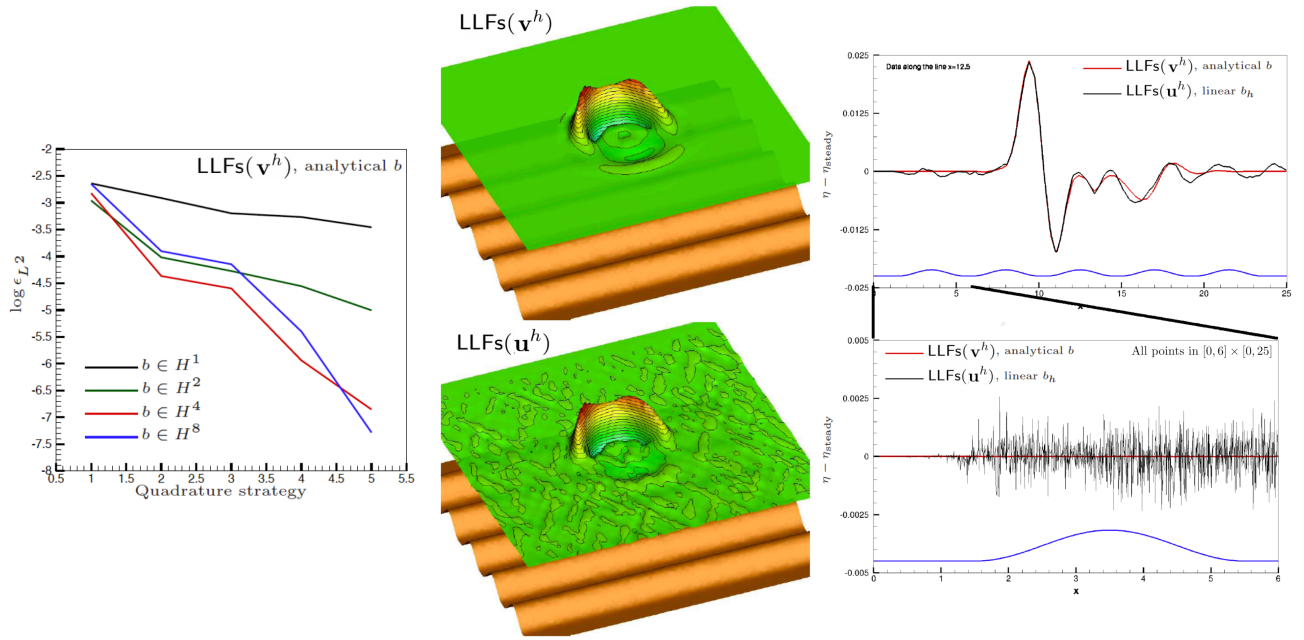 LLFs(v^h), analytical b
-2
-2.5
-3
-3.5
-4
-4.5
-5
-5.5
-6
-6.5
-7
-7.5
-8
log ϵ_L2
b ∈ H^1
b ∈ H^2
b ∈ H^4
b ∈ H^8
0.5 1 1.5 2 2.5 3 3.5 4 4.5 5 5.5
Quadrature strategy
LLFs(v^h)
LLFs(u^h)
Data along the line x=12.5
LLFs(v^h), analytical b
LLFs(u^h), linear b_h
0.025
0.0125
0
-0.0125
-0.025
η − η_steady
0 5 10 15 20 25
x
LLFs(v^h), analytical b
All points in [0, 6] × [0, 25]
LLFs(u^h), linear b_h
0.005
0.0025
0
-0.0025
-0.005
η − η_steady
0 1 2 3 4 5 6
x